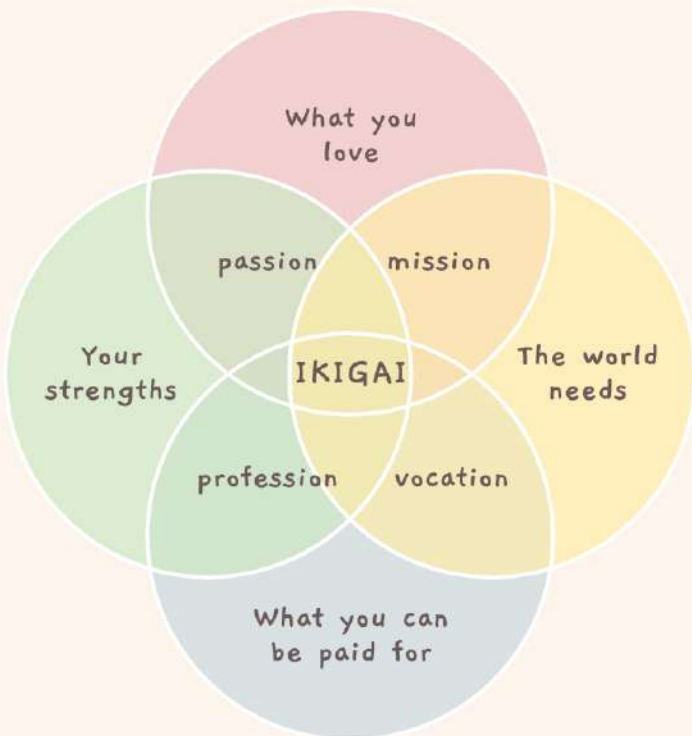 What you
love
passion
mission
Your
strengths
IKIGAI
The world
needs
profession
vocation
What you can
be paid for